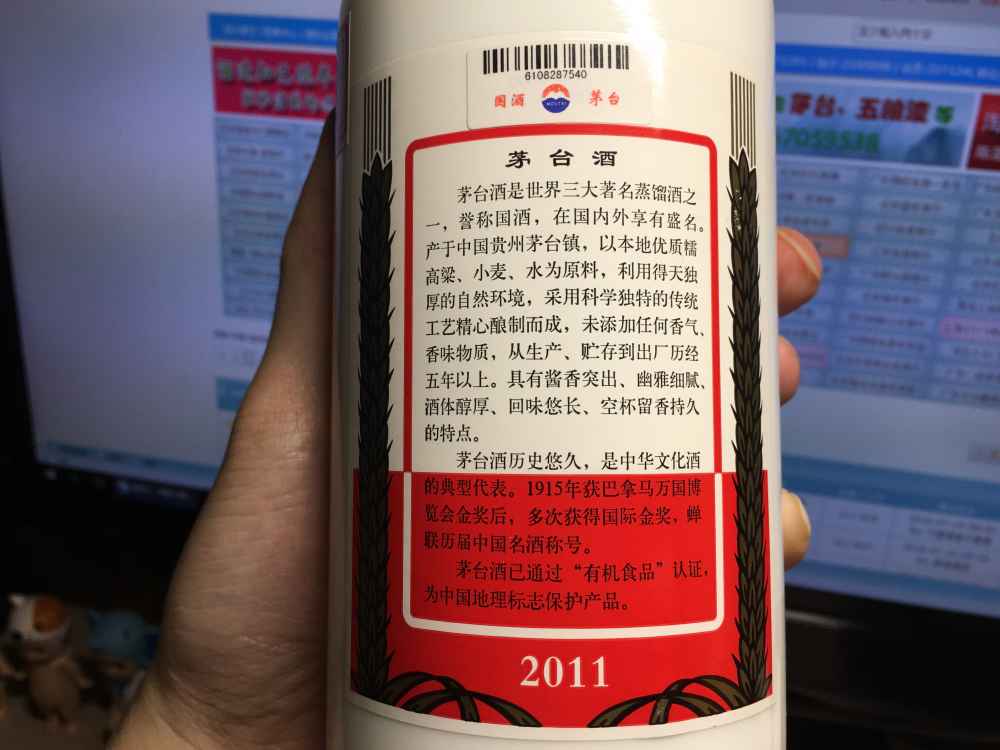 6108287540
国酒 茅台
MOUTAI
茅台酒
茅台酒是世界三大著名蒸馏酒之
一，誉称国酒，在国内外享有盛名。
产于中国贵州茅台镇，以本地优质糯
高粱、小麦、水为原料，利用得天独
厚的自然环境，采用科学独特的传统
工艺精心酿制而成，未添加任何香气、
香味物质，从生产、贮存到出厂历经
五年以上。具有酱香突出、幽雅细腻、
酒体醇厚、回味悠长、空杯留香持久
的特点。
茅台酒历史悠久，是中华文化酒
的典型代表。1915年获巴拿马万国博
览会金奖后，多次获得国际金奖，蝉
联历届中国名酒称号。
茅台酒已通过“有机食品”认证，
为中国地理标志保护产品。
2011
茅台、五粮液等